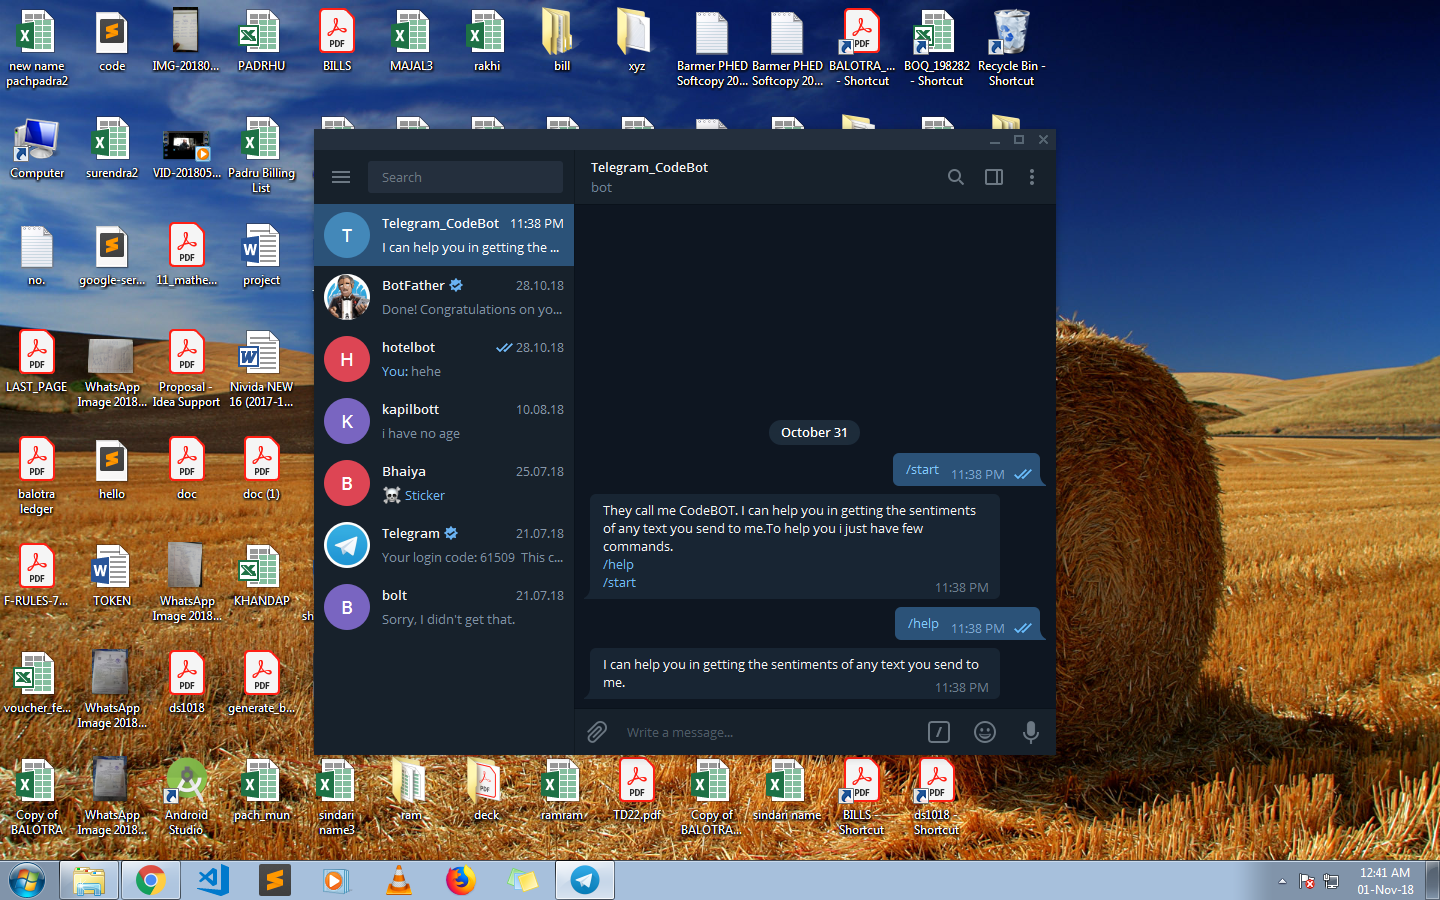 new name
pachpadra2
code
IMG-20180...
PADRHU
BILLS
MAJAL3
rakhi
bill
xyz
Barmer PHED
Softcopy 20...
Barmer PHED
Softcopy 20...
BALOTRA_...
- Shortcut
BOQ_198282
- Shortcut
Recycle Bin -
Shortcut
Computer
surendra2
VID-201805...
Padru Billing
List
no.
google-ser...
11_mathe...
project
LAST_PAGE
WhatsApp
Image 2018...
Proposal -
Idea Support
Nivida NEW
16 (2017-1...
balotra
ledger
hello
doc
doc (1)
F-RULES-7...
TOKEN
WhatsApp
Image 2018...
KHANDAP
sh
voucher_fe...
WhatsApp
Image 2018...
ds1018
generate_b...
Copy of
BALOTRA
WhatsApp
Image 2018...
Android
Studio
pach_mun
sindari
name3
ram
deck
ramram
TD22.pdf
Copy of
BALOTRA...
sindari name
BILLS -
Shortcut
ds1018 -
Shortcut
Search
Telegram_CodeBot 11:38 PM
I can help you in getting the ...
BotFather 28.10.18
Done! Congratulations on yo...
H
hotelbot 28.10.18
You: hehe
K
kapilbott 10.08.18
i have no age
B
Bhaiya 25.07.18
Sticker
Telegram 21.07.18
Your login code: 61509 This c...
B
bolt 21.07.18
Sorry, I didn't get that.
T
Telegram_CodeBot
bot
October 31
/start 11:38 PM
They call me CodeBOT. I can help you in getting the sentiments
of any text you send to me.To help you i just have few
commands.
/help
/start
11:38 PM
/help 11:38 PM
I can help you in getting the sentiments of any text you send to
me.
11:38 PM
Write a message...
12:41 AM
01-Nov-18